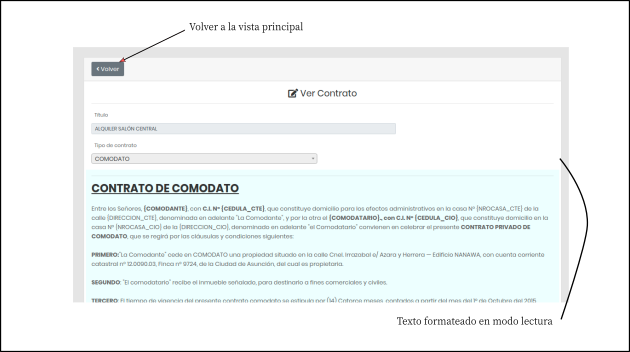 Volver a la vista principal
Volver
Ver Contrato
Título
ALQUILER SALÓN CENTRAL
Tipo de contrato
COMODATO
CONTRATO DE COMODATO
Entre los Señores, {COMODANTE}, con C.I. Nº {CEDULA_CTE}, que constituye domicilio para los efectos administrativos en la casa Nº {NROCASA_CTE} de la
calle {DIRECCION_CTE}, denominada en adelante "La Comodante", y por la otra el {COMODATARIO}., con C.I. Nº {CEDULA_CIO}, que constituye domicilio en la
casa Nº {NROCASA_CIO} de la {DIRECCION_CIO}, denominado en adelante "el Comodatario" convienen en celebrar el presente CONTRATO PRIVADO DE
COMODATO, que se regirá por las cláusulas y condiciones siguientes:
PRIMERO:"La Comodante" cede en COMODATO una propiedad situada en la calle Cnel. Irrazabal e/ Azara y Herrera – Edificio NANAWA, con cuenta corriente
catastral nº 12.0090.03, Finca nº 9724, de la Ciudad de Asunción, del cual es propietaria.
SEGUNDO: "El comodatario" recibe el inmueble señalado, para destinarlo a fines comerciales y civiles.
TERCERO: El tiempo de vigencia del presente contrato comodato se estipula por (14) Catorce meses, contados a partir del mes del 1º de Octubre del 2015
Texto formateado en modo lectura